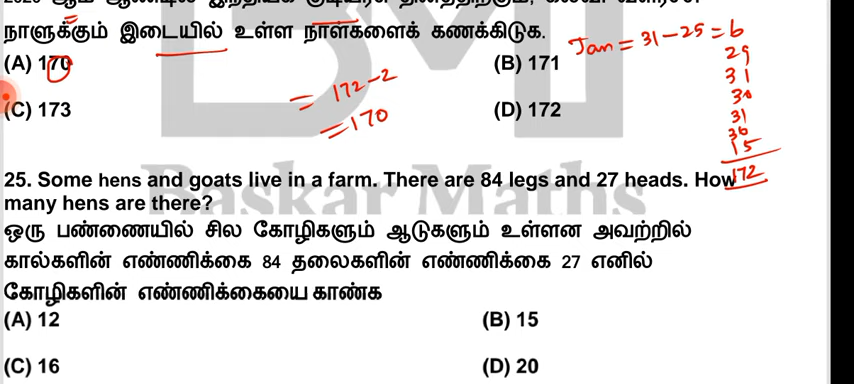 நாளுக்கும் இடையில் உள்ள நாள்களைக் கணக்கிடுக.
Jan = 31 - 25 = 6
29
31
30
31
30
15
172
(A) 170
(B) 171
= 172 - 2
= 170
(C) 173
(D) 172
Baskar Maths
25. Some hens and goats live in a farm. There are 84 legs and 27 heads. How
many hens are there?
ஒரு பண்ணையில் சில கோழிகளும் ஆடுகளும் உள்ளன அவற்றில்
கால்களின் எண்ணிக்கை 84 தலைகளின் எண்ணிக்கை 27 எனில்
கோழிகளின் எண்ணிக்கையை காண்க
(A) 12
(B) 15
(C) 16
(D) 20